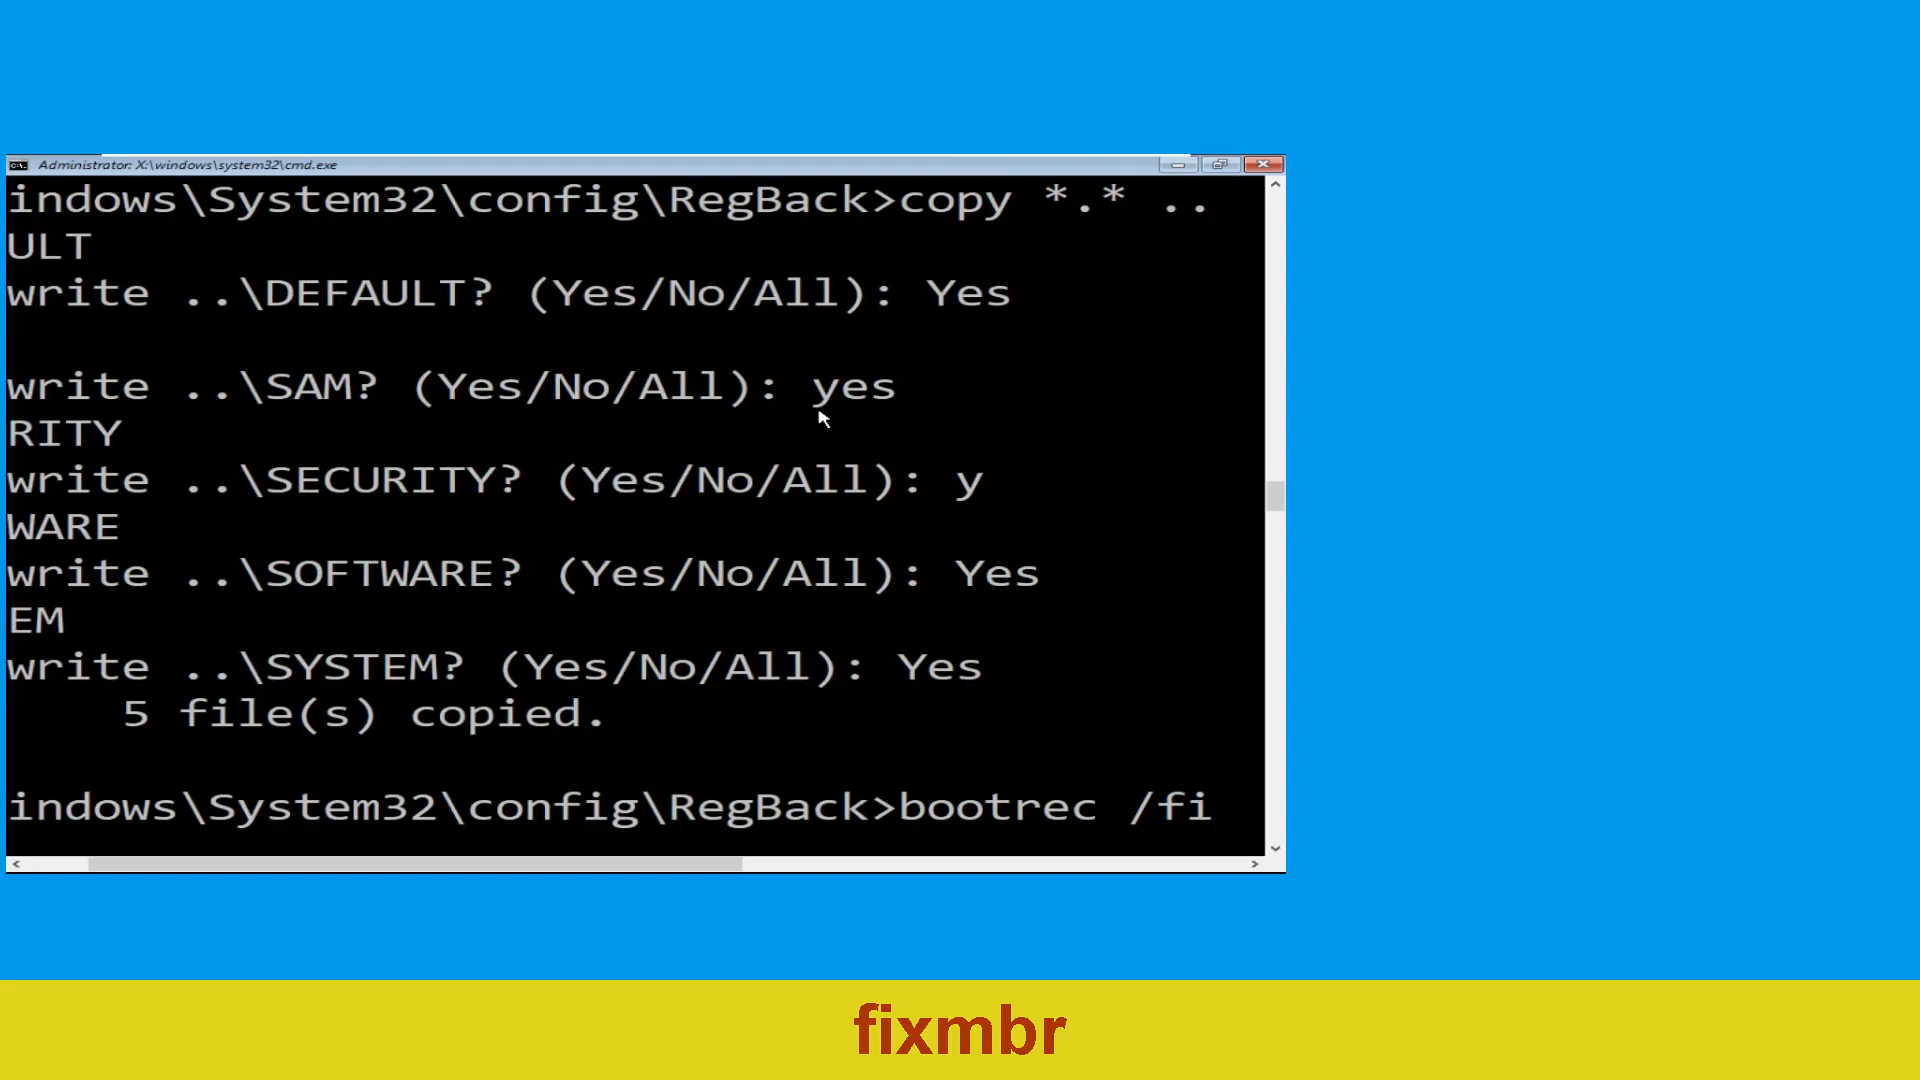 Administrator: X:\windows\system32\cmd.exe
indows\System32\config\RegBack>copy *.* ..
ULT
write ..\DEFAULT? (Yes/No/All): Yes
write ..\SAM? (Yes/No/All): yes
RITY
write ..\SECURITY? (Yes/No/All): y
WARE
write ..\SOFTWARE? (Yes/No/All): Yes
EM
write ..\SYSTEM? (Yes/No/All): Yes
5 file(s) copied.
indows\System32\config\RegBack>bootrec /fi
fixmbr